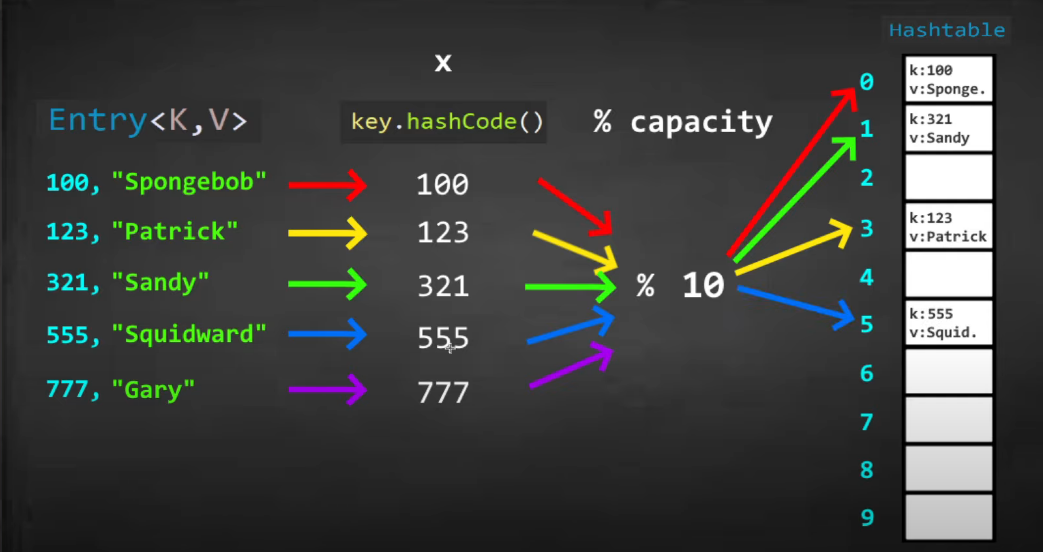 Hashtable
x
Entry<K,V>
key.hashCode()
% capacity
100, "Spongebob"
100
123, "Patrick"
123
321, "Sandy"
321
555, "Squidward"
555
777, "Gary"
777
% 10
0
k:100
v:Sponge.
1
k:321
v:Sandy
2
3
k:123
v:Patrick
4
5
k:555
v:Squid.
6
7
8
9